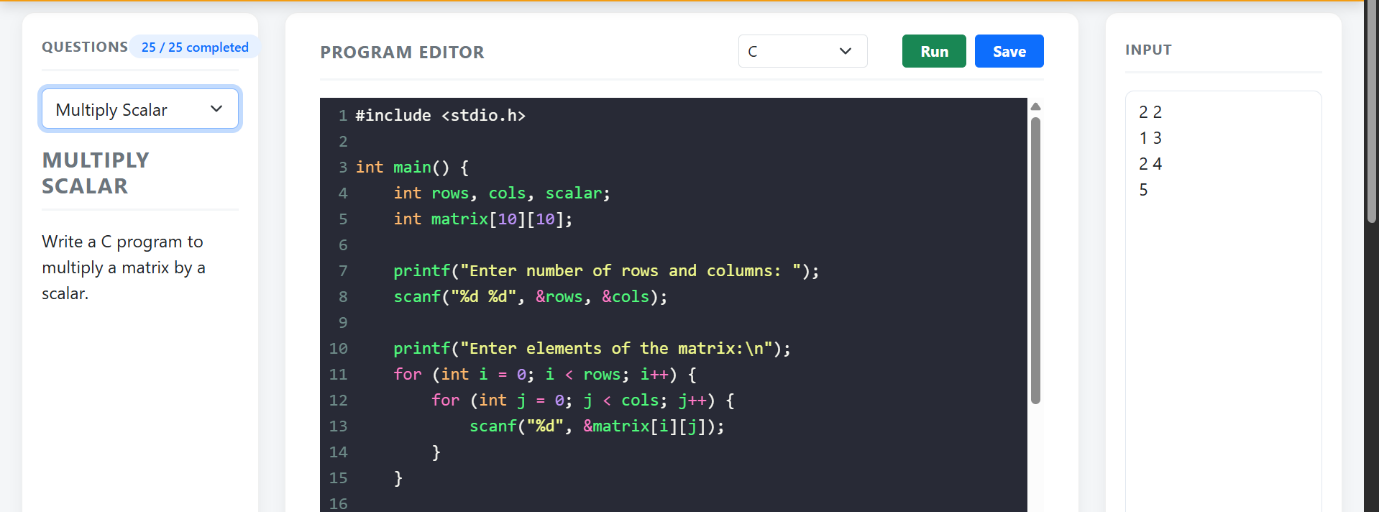 QUESTIONS 25 / 25 completed
Multiply Scalar
MULTIPLY
SCALAR
Write a C program to
multiply a matrix by a
scalar.
PROGRAM EDITOR
C
Run
Save
1 #include <stdio.h>
2
3 int main() {
4     int rows, cols, scalar;
5     int matrix[10][10];
6
7     printf("Enter number of rows and columns: ");
8     scanf("%d %d", &rows, &cols);
9
10     printf("Enter elements of the matrix:\n");
11     for (int i = 0; i < rows; i++) {
12         for (int j = 0; j < cols; j++) {
13             scanf("%d", &matrix[i][j]);
14         }
15     }
16
INPUT
2 2
1 3
2 4
5